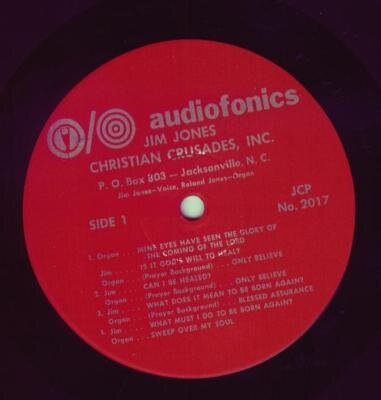 audiofonics
JIM JONES
CHRISTIAN CRUSADES, INC.
P. O. Box 303 — Jacksonville, N. C.
Jim Jones—Voice, Roland Jones—Organ
SIDE 1
JCP
No. 2017
1. Organ ... MINE EYES HAVE SEEN THE GLORY OF
THE COMING OF THE LORD
Jim .... IS IT GOD'S WILL TO HEAL?
Organ ... (Prayer Background) ... ONLY BELIEVE
2. Jim .... CAN I BE HEALED?
Organ ... (Prayer Background) ... ONLY BELIEVE
3. Jim .... WHAT DOES IT MEAN TO BE BORN AGAIN?
Organ ... (Prayer Background) ... BLESSED ASSURANCE
4. Jim .... WHAT MUST I DO TO BE BORN AGAIN?
Organ .... SWEEP OVER MY SOUL